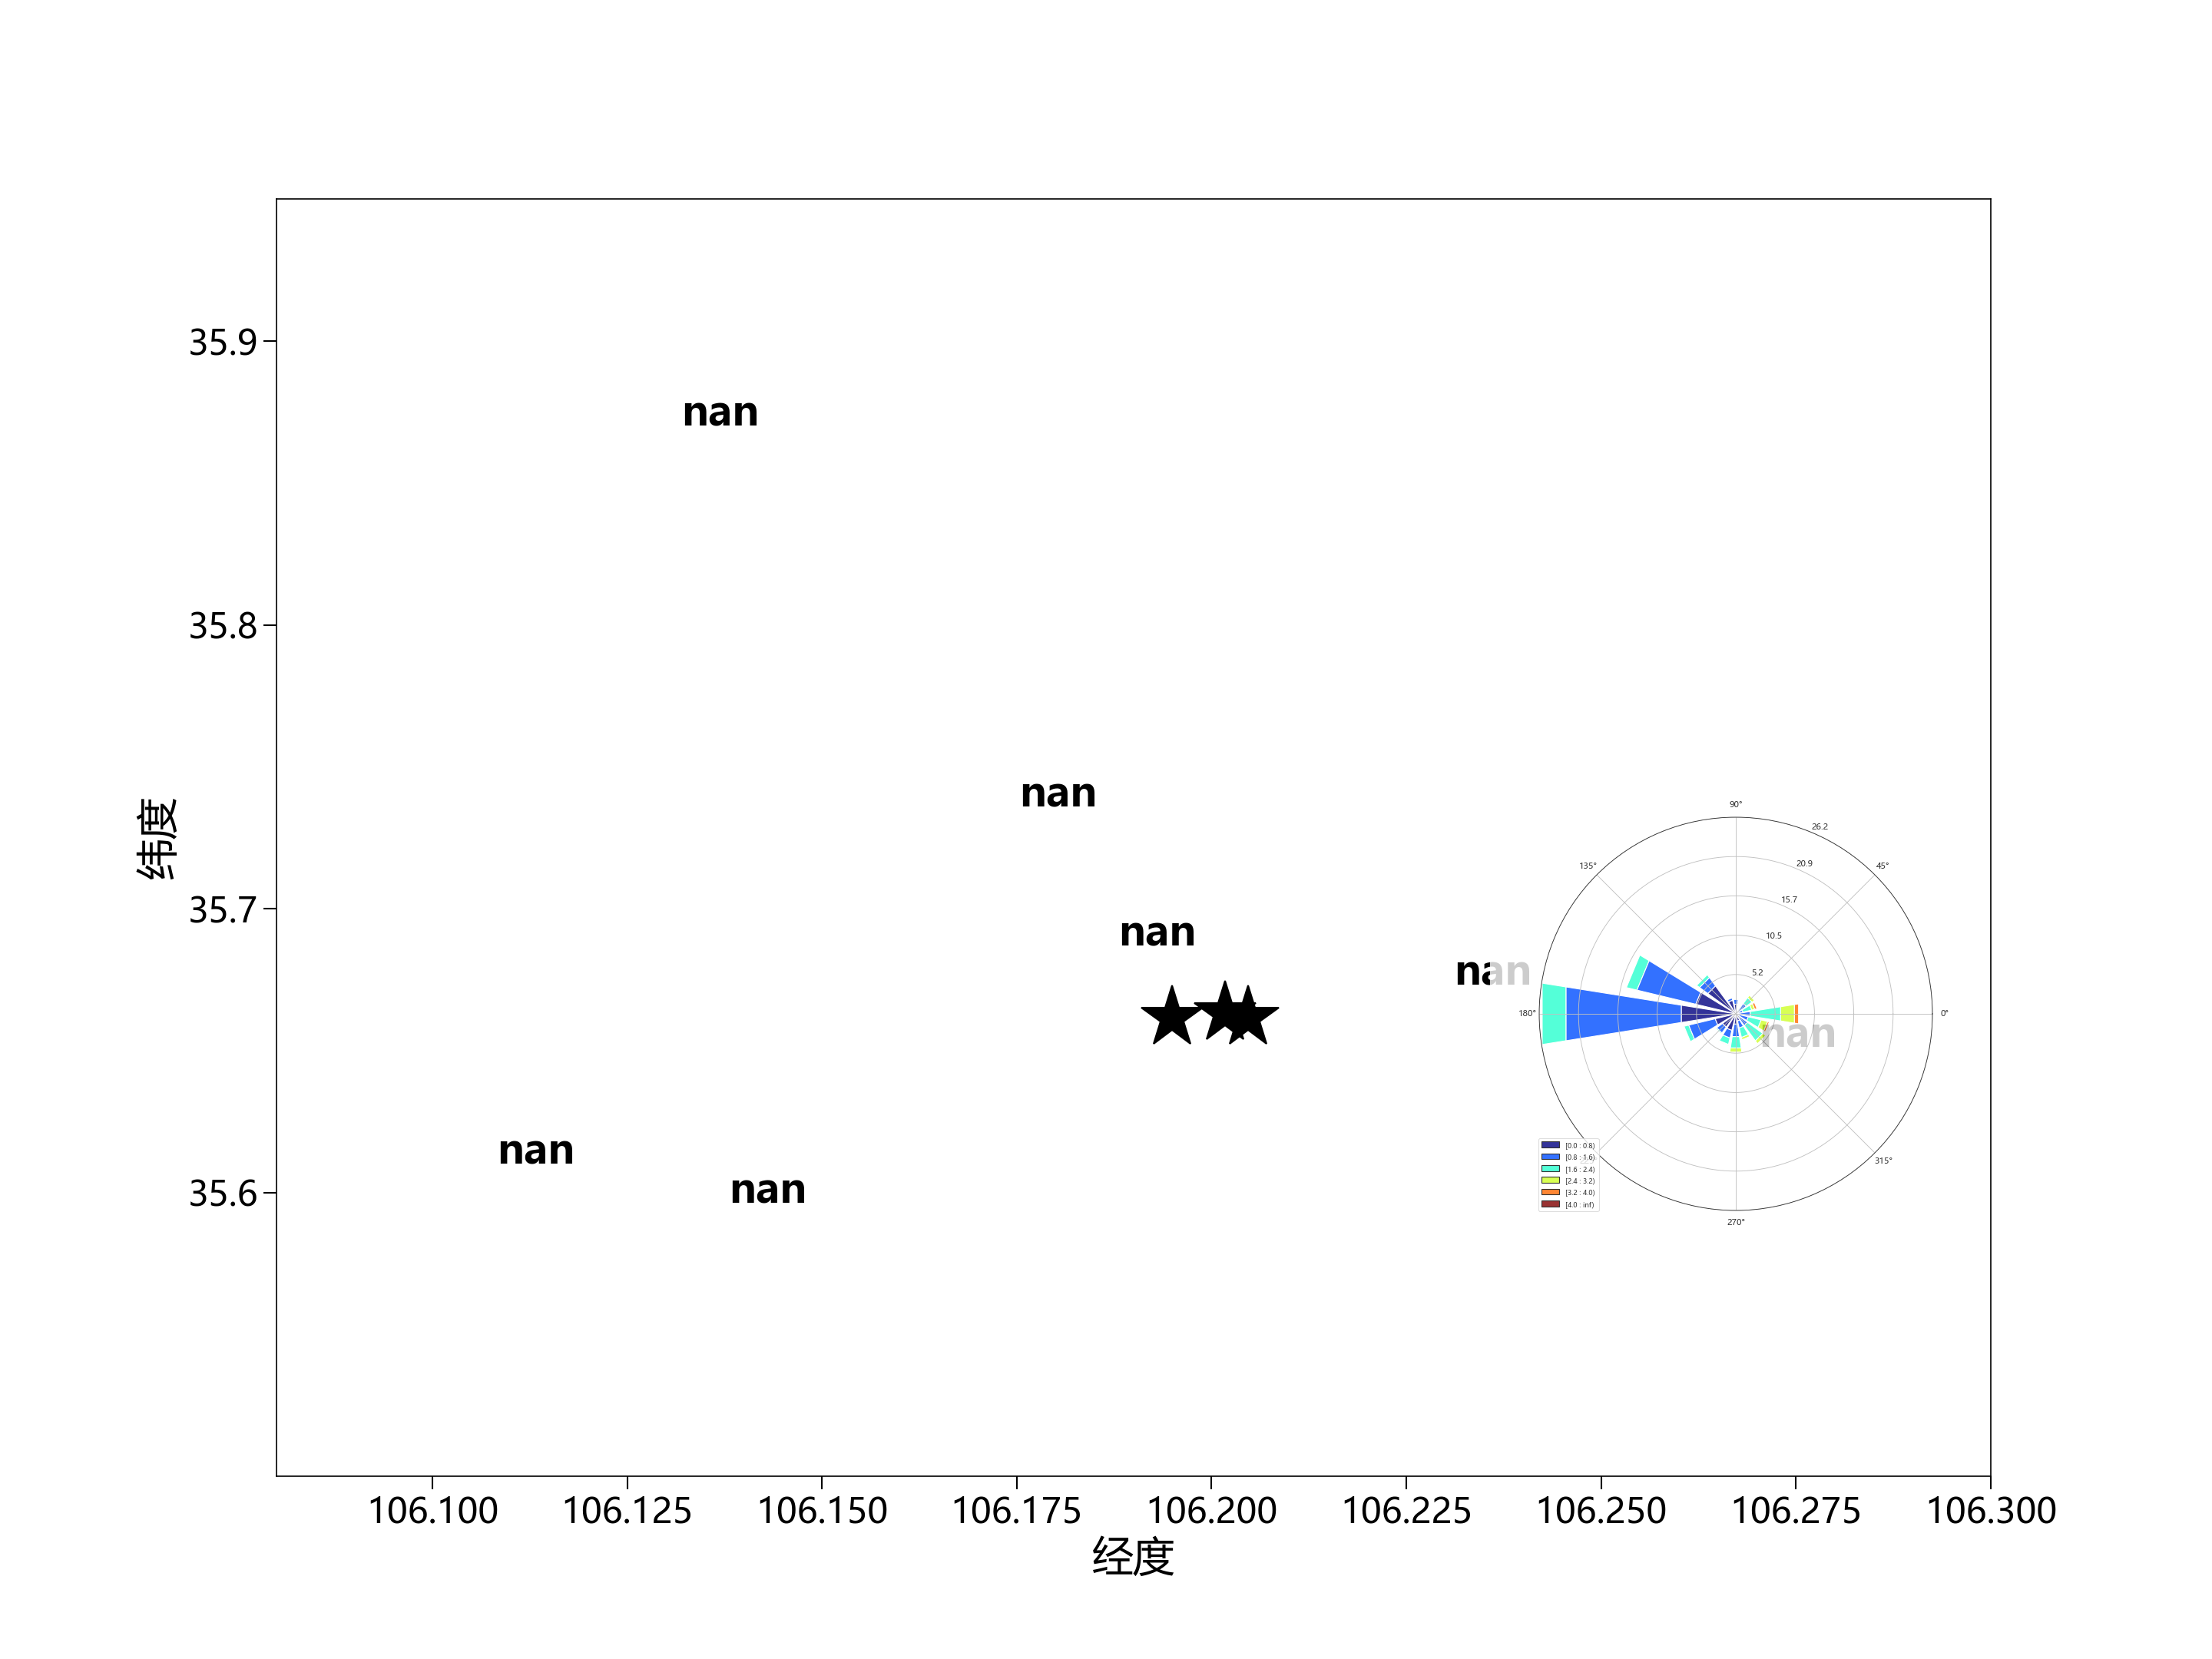 35.9
nan
35.8
nan
90°
26.2
135°
20.9
45°
15.7
纬度
35.7
nan
10.5
nan
5.2
180°
0°
nan
nan
35.6
nan
[0.0 : 0.8)
[0.8 : 1.6)
[1.6 : 2.4)
[2.4 : 3.2)
[3.2 : 4.0)
[4.0 : inf)
315°
270°
106.100
106.125
106.150
106.175
106.200
106.225
106.250
106.275
106.300
经度